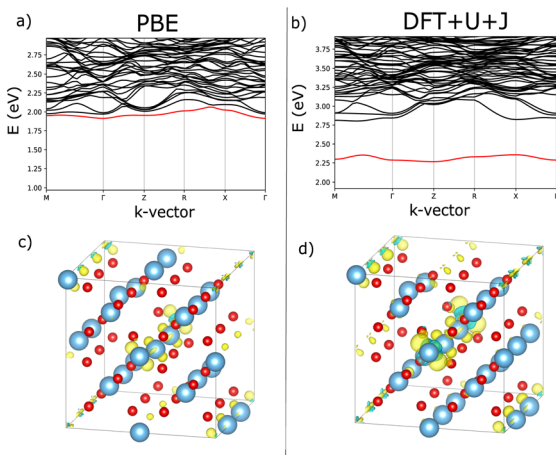 a)
PBE
E (eV)
2.75
2.50
2.25
2.00
1.75
1.50
1.25
1.00
M Γ Z R X Γ
k-vector
b)
DFT+U+J
E (eV)
3.75
3.50
3.25
3.00
2.75
2.50
2.25
2.00
M Γ Z R X
k-vector
c)
d)